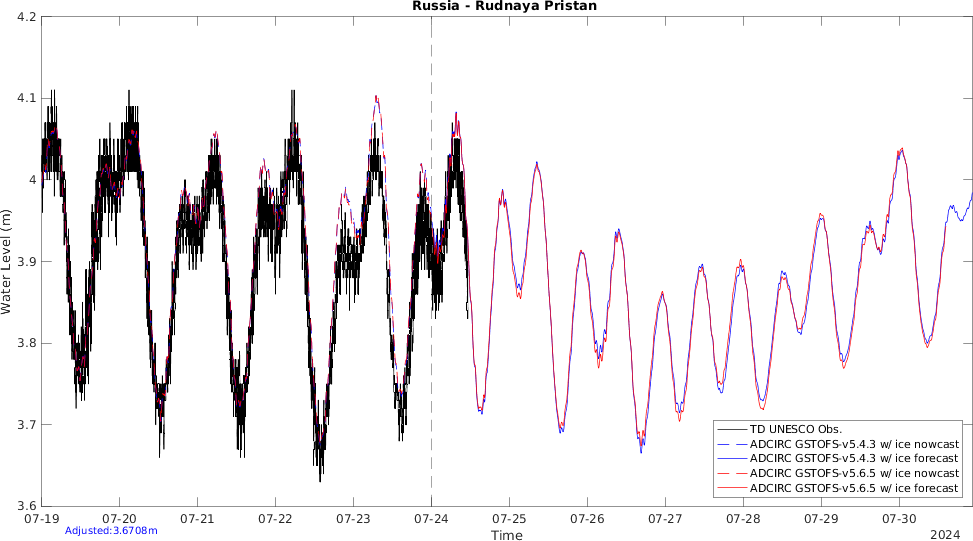 Russia - Rudnaya Pristan
4.2
4.1
4
3.9
3.8
3.7
3.6
Water Level (m)
TD UNESCO Obs.
ADCIRC GSTOFS-v5.4.3 w/ ice nowcast
ADCIRC GSTOFS-v5.4.3 w/ ice forecast
ADCIRC GSTOFS-v5.6.5 w/ ice nowcast
ADCIRC GSTOFS-v5.6.5 w/ ice forecast
07-19 07-20 07-21 07-22 07-23 07-24 07-25 07-26 07-27 07-28 07-29 07-30
Adjusted:3.6708m
Time
2024